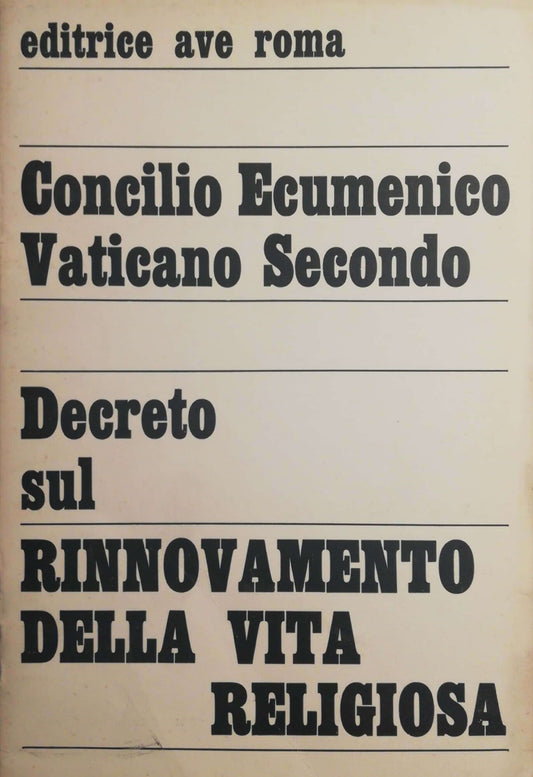 editrice ave roma
Concilio Ecumenico
Vaticano Secondo
Decreto
sul
RINNOVAMENTO
DELLA VITA
RELIGIOSA